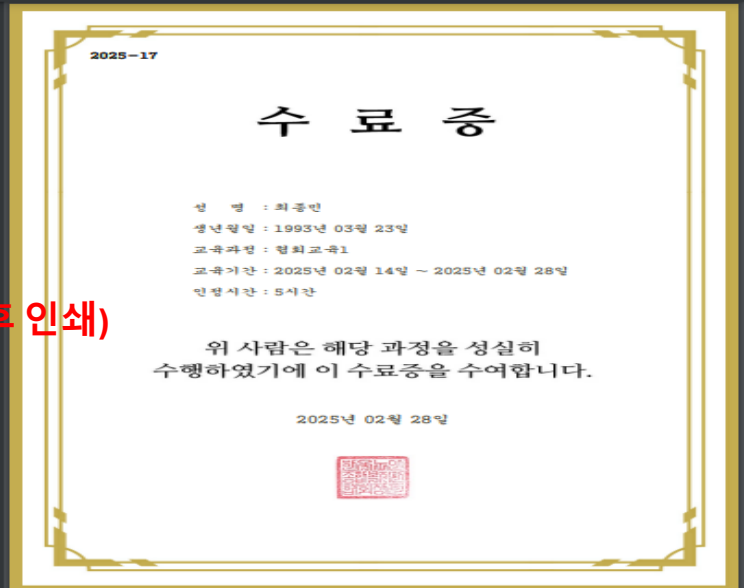 2025-17
수 료 증
성 명 : 최종민
생년월일 : 1993년 03월 23일
교육과정 : 협회교육1
교육기간 : 2025년 02월 14일 ~ 2025년 02월 28일
인정시간 : 5시간
인쇄)
위 사람은 해당 과정을 성실히
수행하였기에 이 수료증을 수여합니다.
2025년 02월 28일